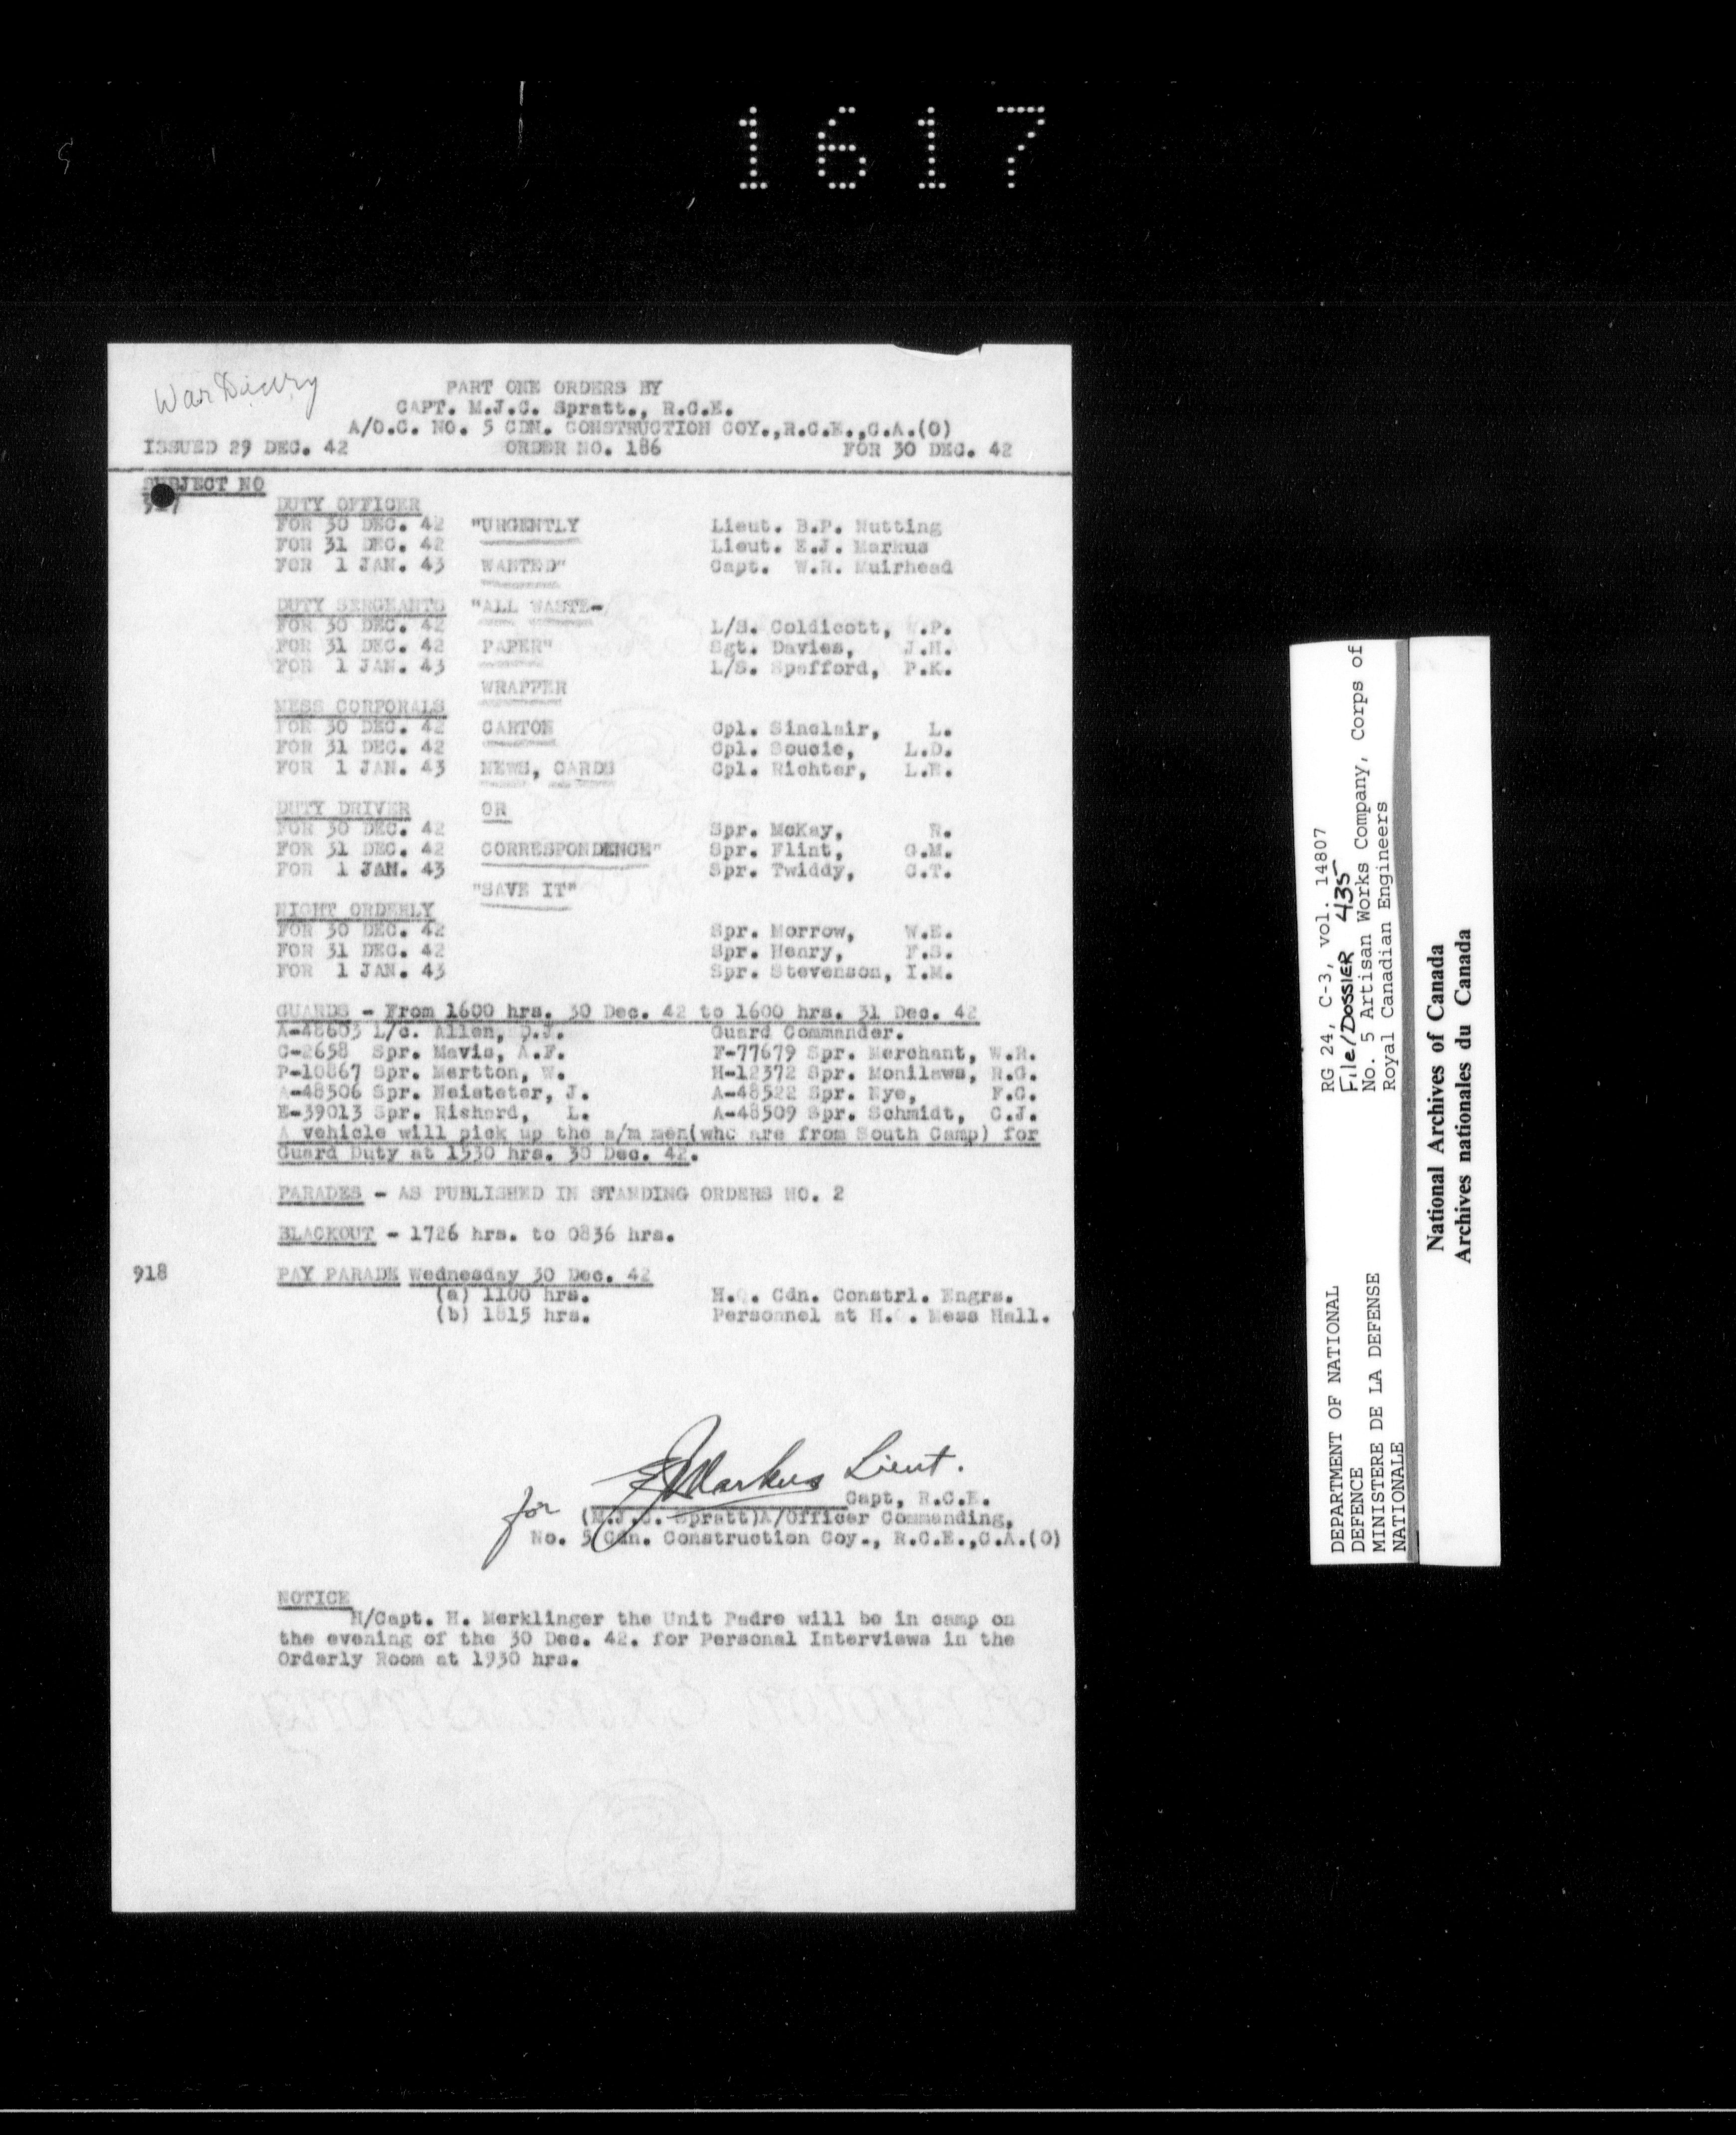 1617
War Diary
PART ONE ORDERS BY
CAPT. M.J.C. Spratt., R.C.E.
A/O.C. NO. 5 CDN. CONSTRUCTION COY.,R.C.E.,C.A.(O)
ISSUED 29 DEC. 42 ORDER NO. 186 FOR 30 DEC. 42
SUBJECT NO
DUTY OFFICER
FOR 30 DEC. 42 "URGENTLY Lieut. B.P. Nutting
FOR 31 DEC. 42 Lieut. E.J. Markus
FOR 1 JAN. 43 WANTED" Capt. W.R. Muirhead
DUTY SERGEANTS "ALL WASTE-
FOR 30 DEC. 42 L/S. Coldicott, .P.
FOR 31 DEC. 42 PAPER" Sgt. Davies, J.H.
FOR 1 JAN. 43 L/S. Spafford, P.K.
WRAPPER
MESS CORPORALS
FOR 30 DEC. 42 CARTON Cpl. Sinclair, L.
FOR 31 DEC. 42 Cpl. Soucie, L.D.
FOR 1 JAN. 43 NEWS, CARDS Cpl. Richter, L.E.
DUTY DRIVER OR
FOR 30 DEC. 42 Spr. McKay, R.
FOR 31 DEC. 42 CORRESPONDENCE" Spr. Flint, G.M.
FOR 1 JAN. 43 Spr. Twiddy, C.T.
"SAVE IT"
NIGHT ORDERLY
FOR 30 DEC. 42 Spr. Morrow, W.E.
FOR 31 DEC. 42 Spr. Henry, F.S.
FOR 1 JAN. 43 Spr. Stevenson, I.M.
GUARDS - From 1600 hrs. 30 Dec. 42 to 1600 hrs. 31 Dec. 42
A-48603 L/c. Allen, D.J. Guard Commander.
C-2658 Spr. Mavis, A.F. F-77679 Spr. Merchant, W.R.
P-10867 Spr. Mertton, W. H-12372 Spr. Monilaws, R.G.
A-48506 Spr. Neisteter, J. A-48522 Spr. Nye, F.C.
E-39013 Spr. Rishard, L. A-48509 Spr. Schmidt, C.J.
A vehicle will pick up the a/m men(who are from South Camp) for
Guard Duty at 1530 hrs. 30 Dec. 42.
PARADES - AS PUBLISHED IN STANDING ORDERS NO. 2
BLACKOUT - 1726 hrs. to 0836 hrs.
918 PAY PARADE Wednesday 30 Dec. 42
(a) 1100 hrs. H.Q. Cdn. Constrl. Engrs.
(b) 1815 hrs. Personnel at H. . Mess Hall.
for E J Markus Lieut.
Capt, R.C.E.
(M.J.C. Spratt)A/Officer Commanding,
No. 5 Cdn. Construction Coy., R.C.E.,C.A.(O)
NOTICE
H/Capt. H. Merklinger the Unit Padre will be in camp on
the evening of the 30 Dec. 42. for Personal Interviews in the
Orderly Room at 1930 hrs.
DEPARTMENT OF NATIONAL
DEFENCE
MINISTERE DE LA DEFENSE
NATIONALE
RG 24, C-3, vol. 14807
File/DOSSIER 435
No. 5 Artisan Works Company, Corps of
Royal Canadian Engineers
National Archives of Canada
Archives nationales du Canada